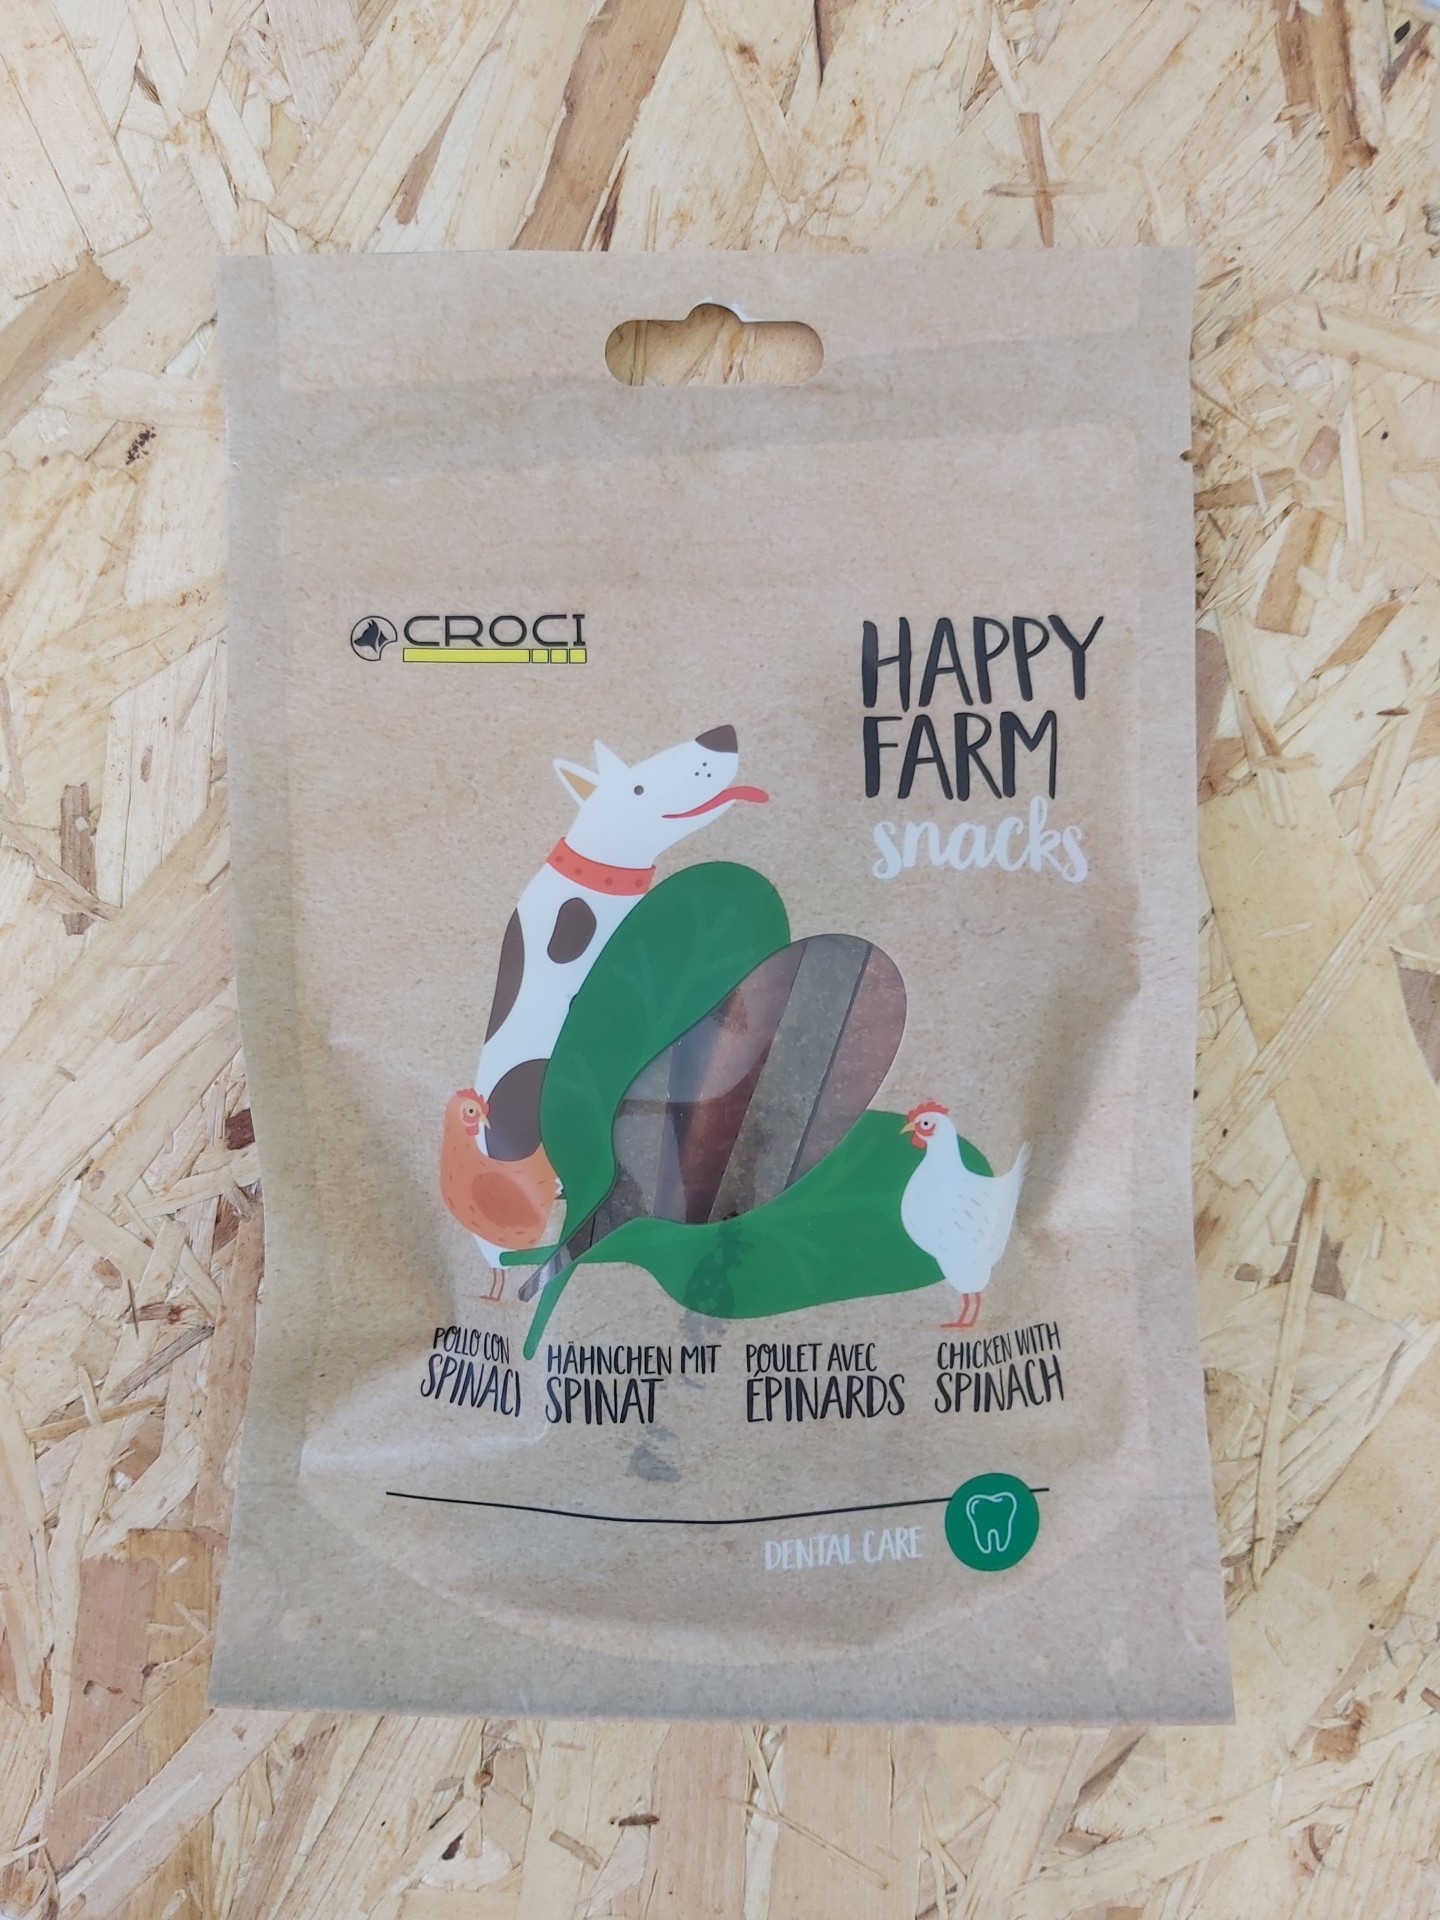 CROCI
HAPPY
FARM
snacks
POLLO CON
SPINACI
HÄHNCHEN MIT
SPINAT
POULET AVEC
ÉPINARDS
CHICKEN WITH
SPINACH
DENTAL CARE